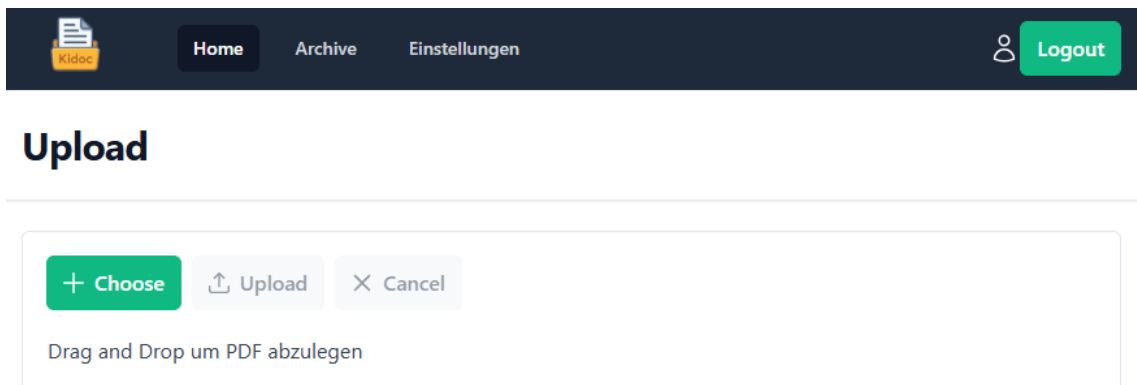 Kidoc
Home Archive Einstellungen Logout
Upload
Choose Upload Cancel
Drag and Drop um PDF abzulegen